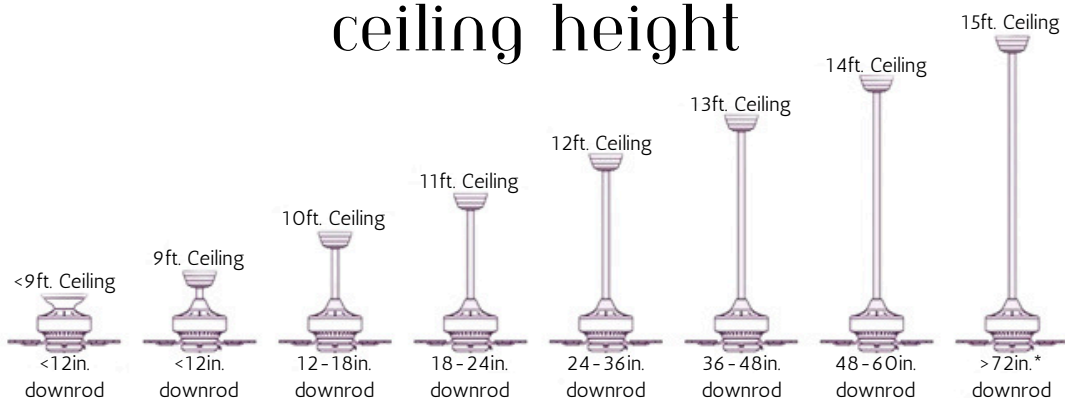 ceiling height
<9ft. Ceiling
9ft. Ceiling
10ft. Ceiling
11ft. Ceiling
12ft. Ceiling
13ft. Ceiling
14ft. Ceiling
15ft. Ceiling
<12in.
downrod
<12in.
downrod
12-18in.
downrod
18-24in.
downrod
24-36in.
downrod
36-48in.
downrod
48-60in.
downrod
>72in.*
downrod